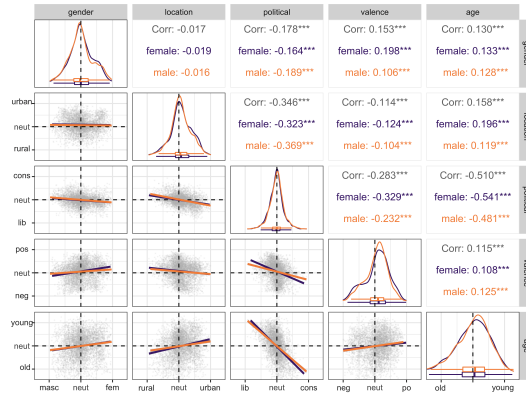 gender location political valence age
Corr: -0.017 Corr: -0.178*** Corr: 0.153*** Corr: 0.130***
female: -0.019 female: -0.164*** female: 0.198*** female: 0.133***
male: -0.016 male: -0.189*** male: 0.106*** male: 0.128***
gender
urban
neut
rural
Corr: -0.346*** Corr: -0.114*** Corr: 0.158***
female: -0.323*** female: -0.124*** female: 0.196***
male: -0.369*** male: -0.104*** male: 0.119***
cons
neut
lib
Corr: -0.283*** Corr: -0.510***
female: -0.329*** female: -0.541***
male: -0.232*** male: -0.481***
pos
neut
neg
Corr: 0.115***
female: 0.108***
male: 0.125***
young
neut
old
age
masc neut fem rural neut urban lib neut cons neg neut po old young